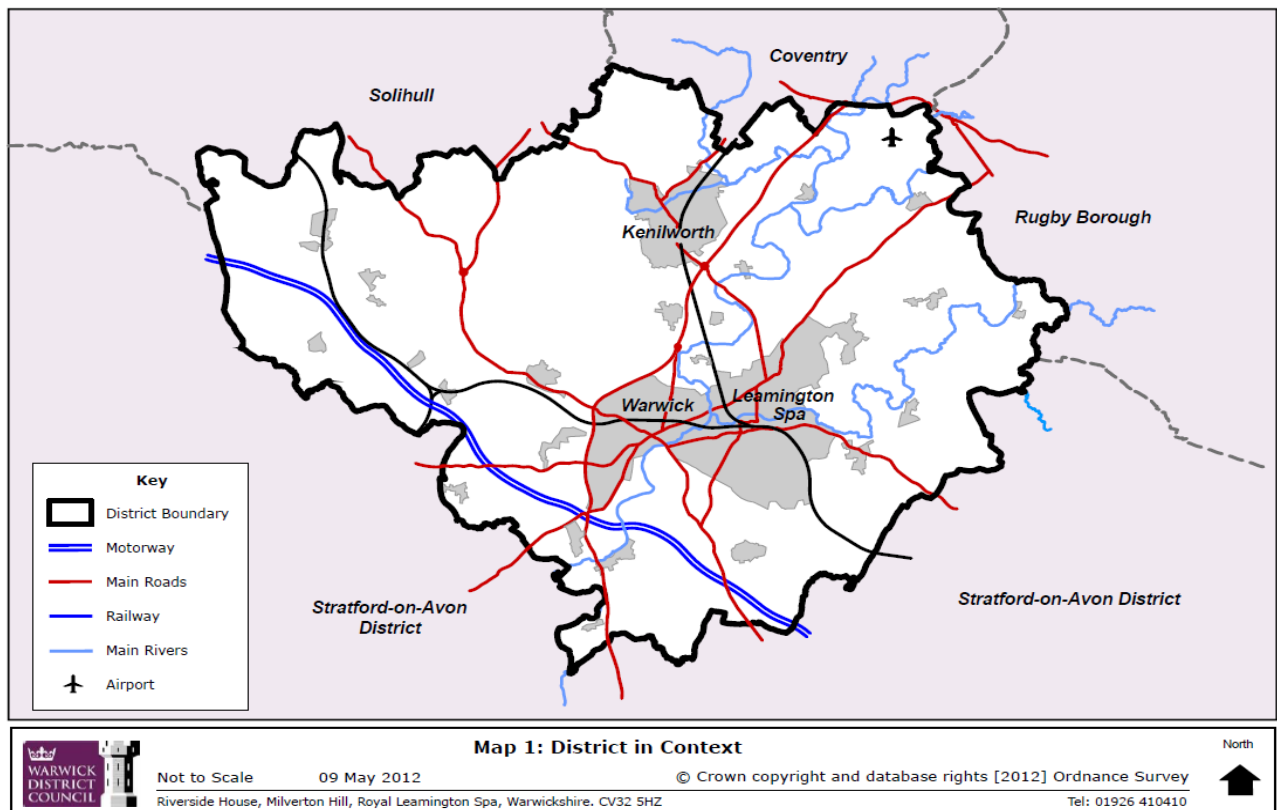 Coventry
Solihull
Rugby Borough
Kenilworth
Warwick
Leamington
Spa
Key
District Boundary
Motorway
Main Roads
Railway
Main Rivers
Airport
Stratford-on-Avon
District
Stratford-on-Avon District
WARWICK
DISTRICT
COUNCIL
Map 1: District in Context
North
Not to Scale 09 May 2012 © Crown copyright and database rights [2012] Ordnance Survey
Riverside House, Milverton Hill, Royal Leamington Spa, Warwickshire. CV32 5HZ Tel: 01926 410410